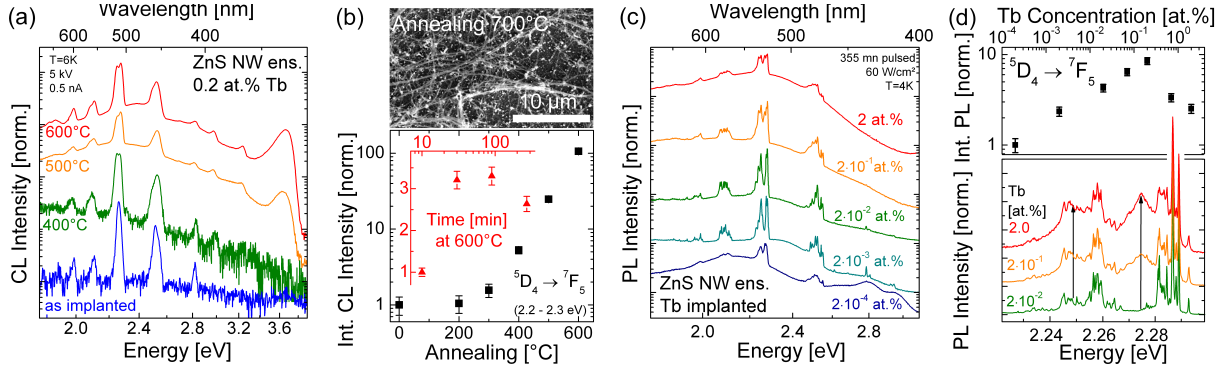 (a)
Wavelength [nm]
600
500
400
T=6K
5 kV
0.5 nA
ZnS NW ens.
0.2 at.% Tb
600°C
500°C
400°C
as implanted
CL Intensity [norm.]
2.0
2.4
2.8
3.2
3.6
Energy [eV]
(b)
Annealing 700°C
10 µm
100
10
1
Int. CL Intensity [norm.]
10
100
3
2
1
Time [min]
at 600°C
⁵D₄ → ⁷F₅
(2.2 - 2.3 eV)
0
200
400
600
Annealing [°C]
(c)
Wavelength [nm]
600
500
400
355 mn pulsed
60 W/cm²
T=4K
2 at.%
2·10⁻¹ at.%
2·10⁻² at.%
2·10⁻³ at.%
2·10⁻⁴ at.%
ZnS NW ens.
Tb implanted
PL Intensity [norm.]
2.0
2.4
2.8
Energy [eV]
(d)
Tb Concentration [at.%]
10⁻⁴
10⁻³
10⁻²
10⁻¹
10⁰
10
1
Int. PL [norm.]
⁵D₄ → ⁷F₅
Tb
[at.%]
2.0
2·10⁻¹
2·10⁻²
PL Intensity [norm.]
2.24
2.26
2.28
Energy [eV]